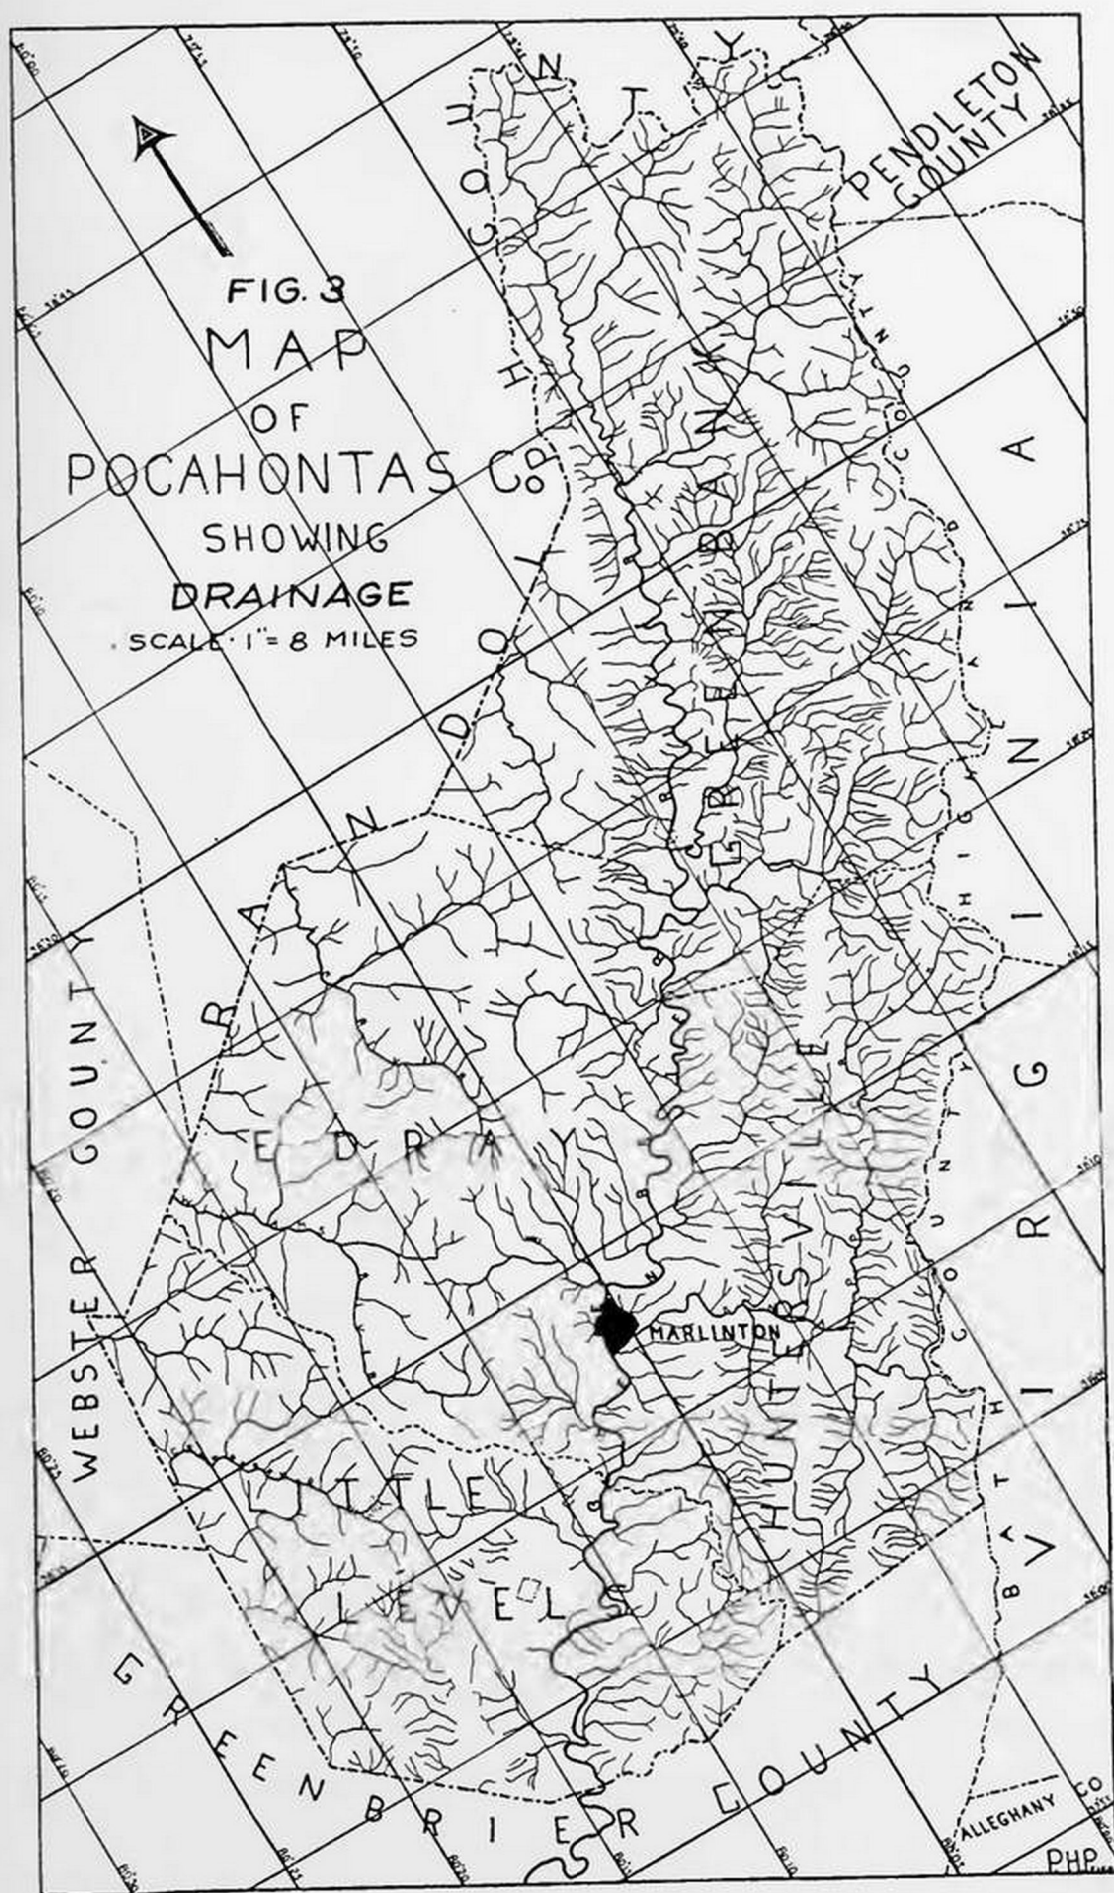 FIG. 3
MAP
OF
POCAHONTAS CO
SHOWING
DRAINAGE
SCALE · 1" = 8 MILES
RANDOLPH COUNTY
PENDLETON
COUNTY
HIGHLAND COUNTY
VIRGINIA
BATH COUNTY
ALLEGHANY CO
GREENBRIER COUNTY
WEBSTER COUNTY
GREENBANK
EDRAY
HUNTERSVILLE
MARLINTON
LITTLE
LEVELS
PHP